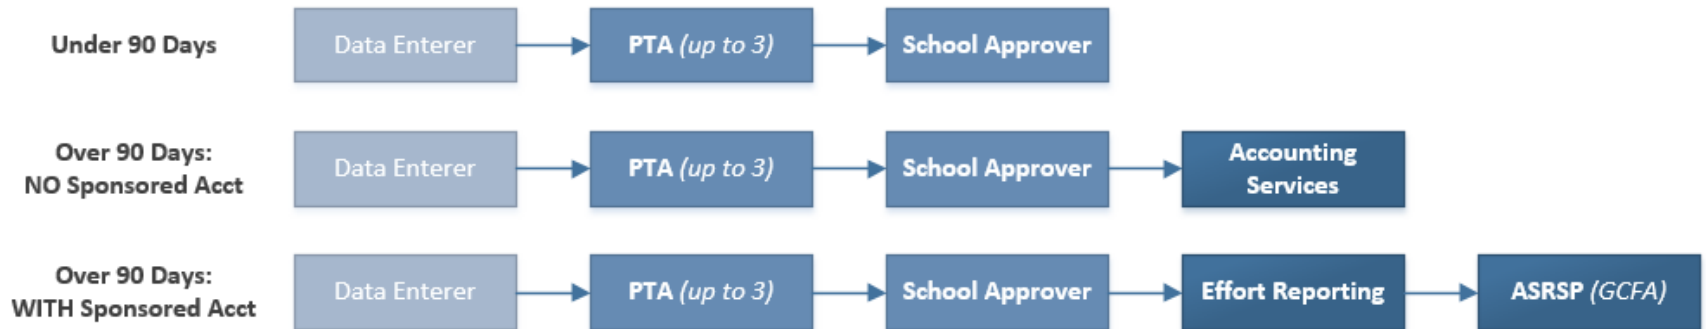 Under 90 Days
Data Enterer
PTA (up to 3)
School Approver
Over 90 Days:
NO Sponsored Acct
Data Enterer
PTA (up to 3)
School Approver
Accounting
Services
Over 90 Days:
WITH Sponsored Acct
Data Enterer
PTA (up to 3)
School Approver
Effort Reporting
ASRSP (GCFA)